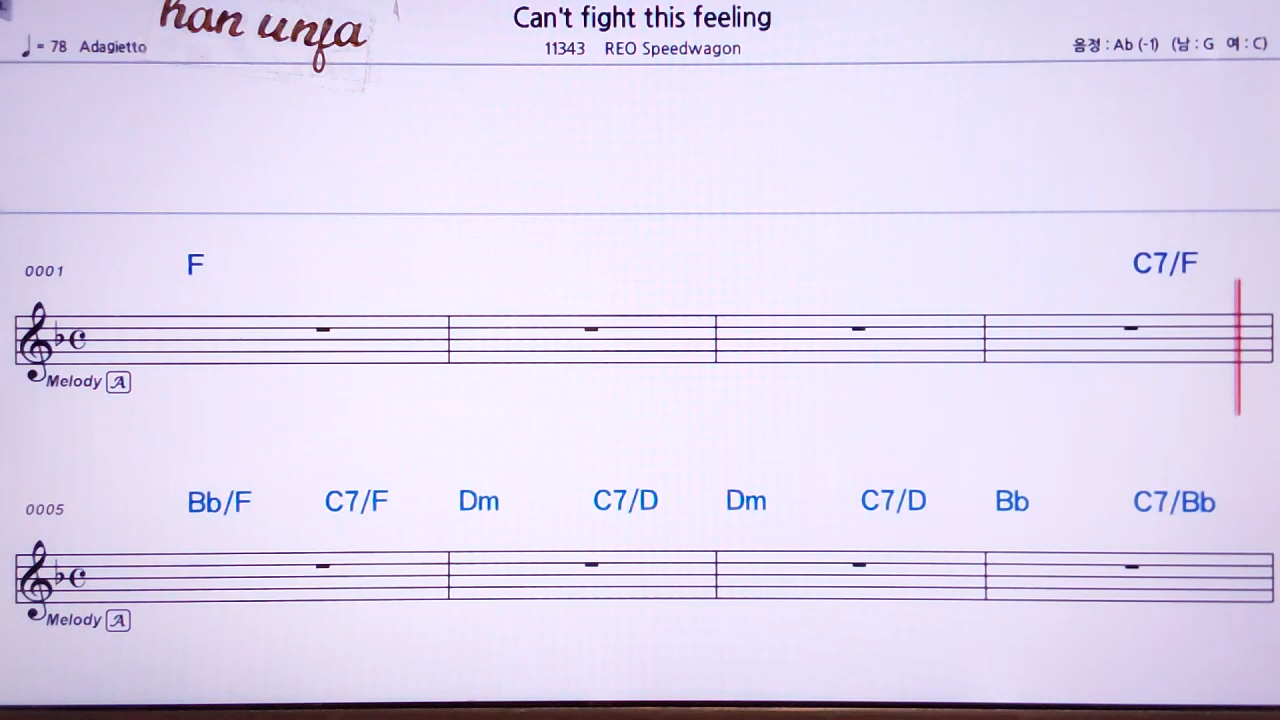 han unfa
Can't fight this feeling
♩ = 78 Adagietto
11343 REO Speedwagon
음정 : Ab (-1) (남 : G 여 : C)
0001
F C7/F
Melody A
0005
Bb/F C7/F Dm C7/D Dm C7/D Bb C7/Bb
Melody A